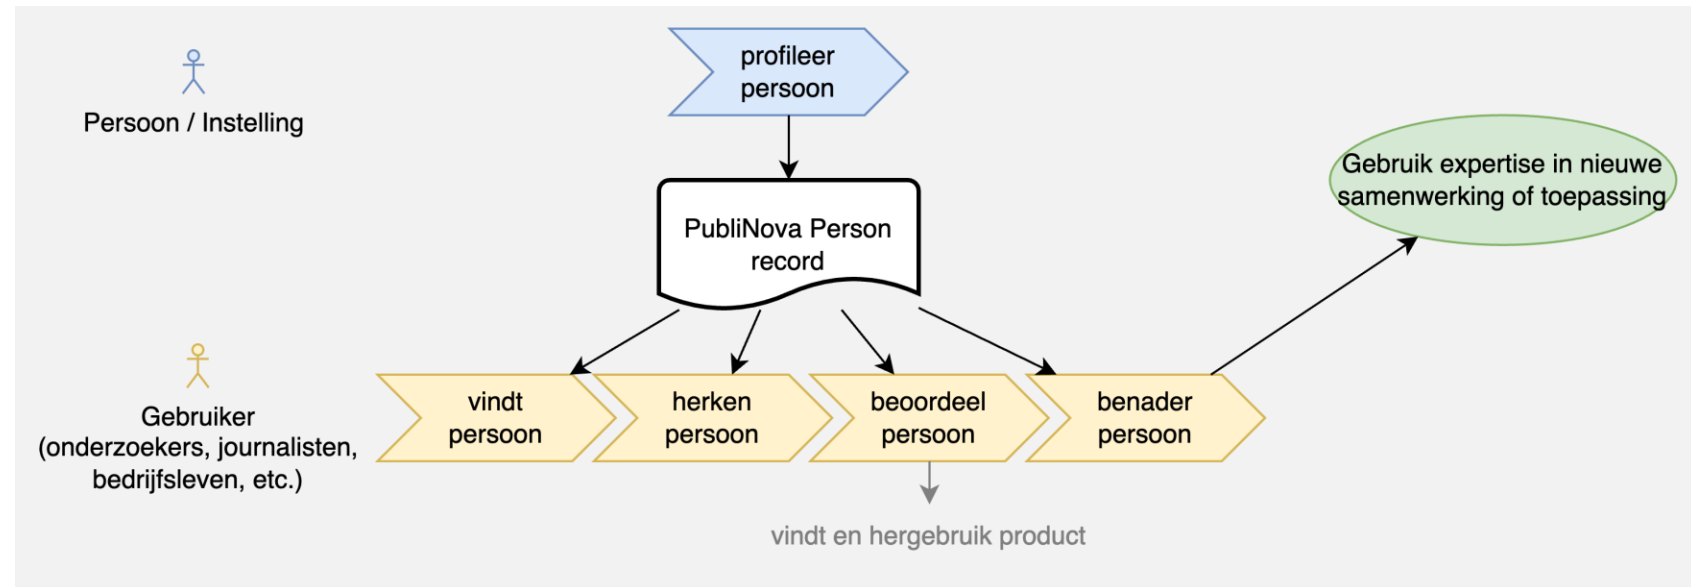 profileer
persoon
Persoon / Instelling
Gebruik expertise in nieuwe
samenwerking of toepassing
PubliNova Person
record
Gebruiker
(onderzoekers, journalisten,
bedrijfsleven, etc.)
vindt
persoon
herken
persoon
beoordeel
persoon
benader
persoon
vindt en hergebruik product